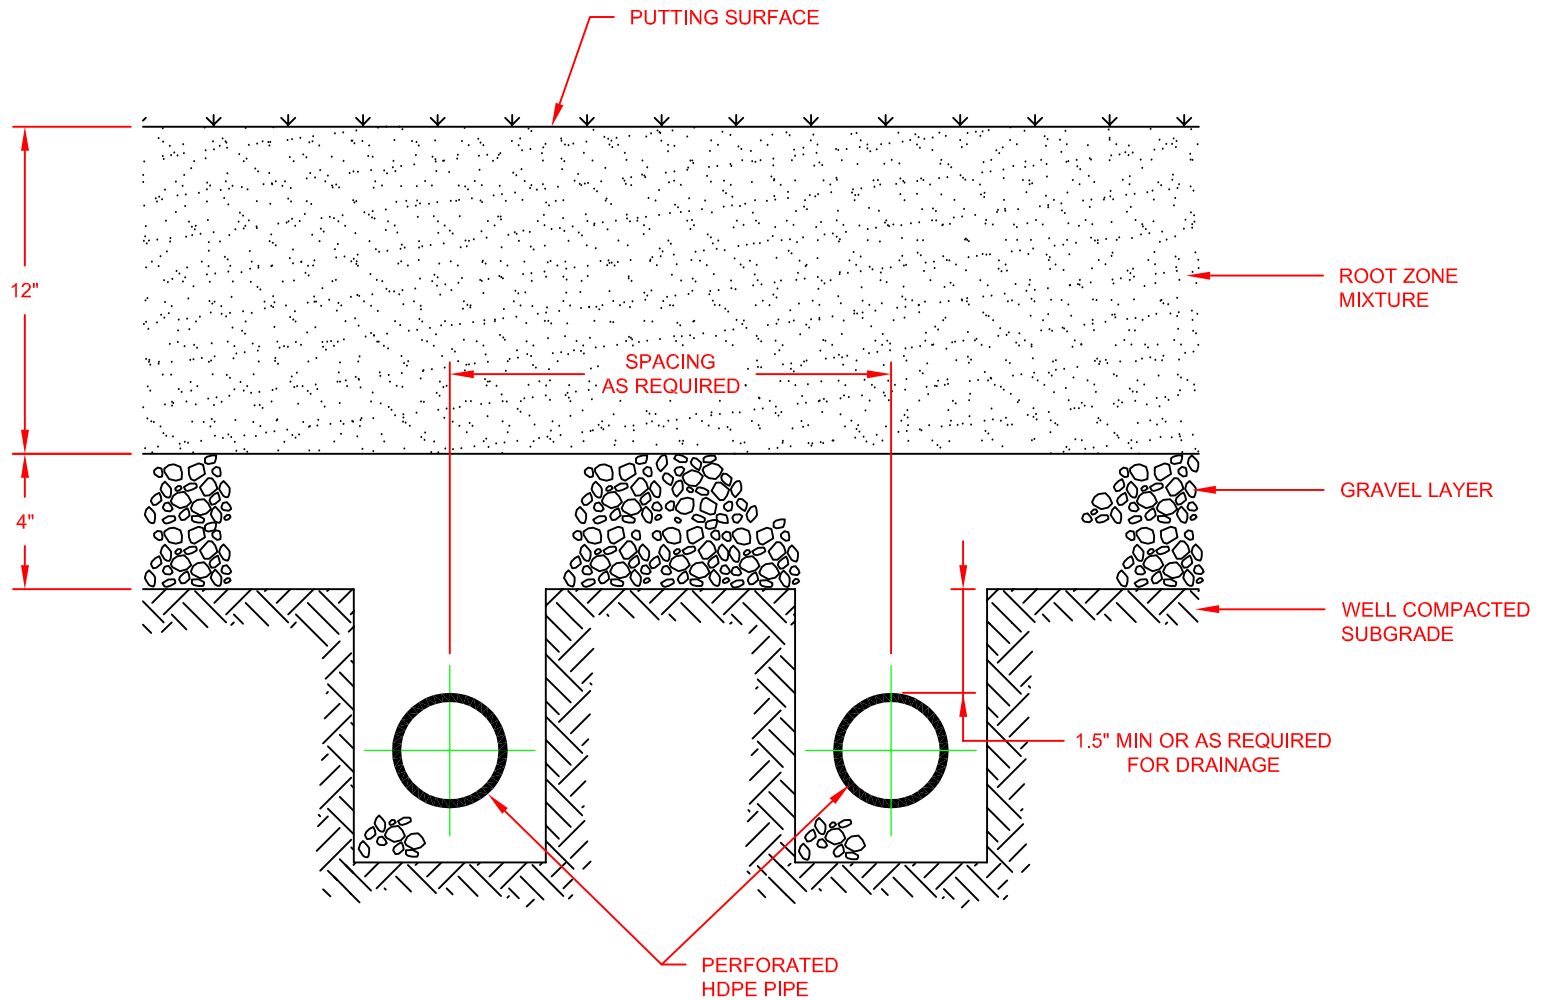 PUTTING SURFACE
12"
ROOT ZONE
MIXTURE
SPACING
AS REQUIRED
4"
GRAVEL LAYER
WELL COMPACTED
SUBGRADE
1.5" MIN OR AS REQUIRED
FOR DRAINAGE
PERFORATED
HDPE PIPE